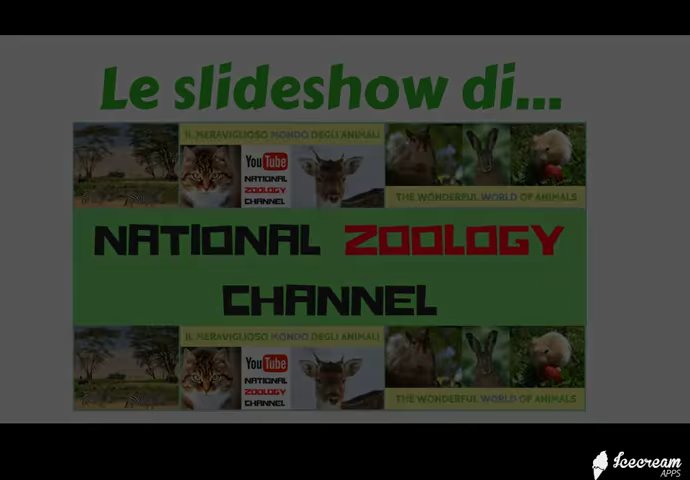 Le slideshow di...
IL MERAVIGLIOSO MONDO DEGLI ANIMALI
YouTube
NATIONAL
ZOOLOGY
CHANNEL
THE WONDERFUL WORLD OF ANIMALS
NATIONAL ZOOLOGY
CHANNEL
IL MERAVIGLIOSO MONDO DEGLI ANIMALI
YouTube
NATIONAL
ZOOLOGY
CHANNEL
THE WONDERFUL WORLD OF ANIMALS
Icecream
APPS